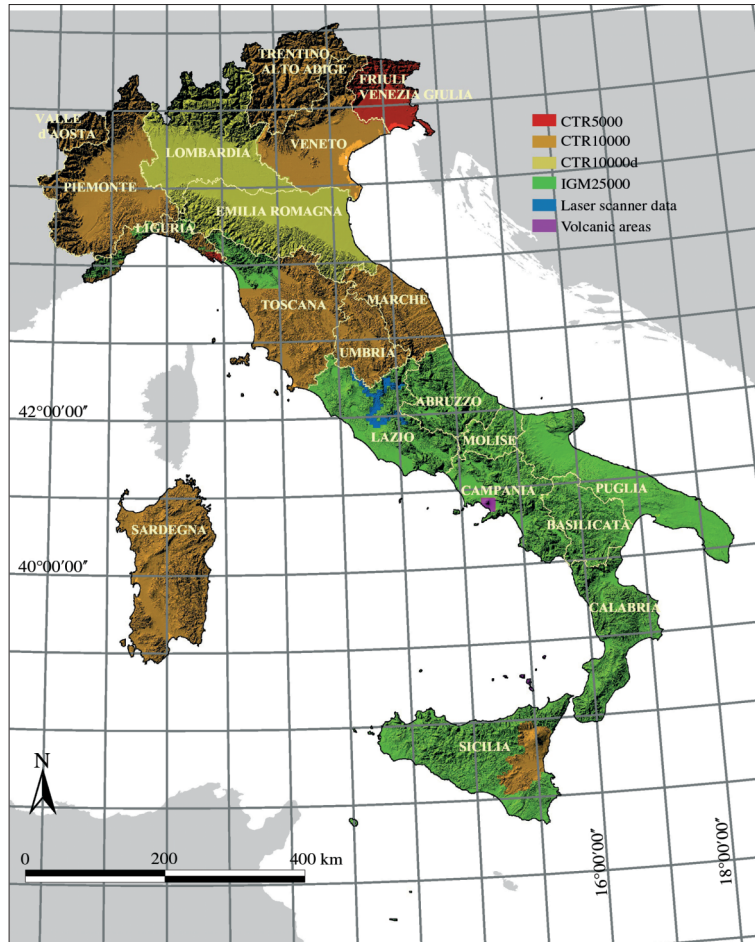 TRENTINO
ALTO ADIGE
FRIULI
VENEZIA GIULIA
VALLE
d'AOSTA
LOMBARDIA
VENETO
PIEMONTE
EMILIA ROMAGNA
LIGURIA
TOSCANA
MARCHE
UMBRIA
ABRUZZO
LAZIO
MOLISE
CAMPANIA
PUGLIA
BASILICATA
SARDEGNA
CALABRIA
SICILIA
CTR5000
CTR10000
CTR10000d
IGM25000
Laser scanner data
Volcanic areas
42°00′00″
40°00′00″
16°00′00″
18°00′00″
N
0 200 400 km